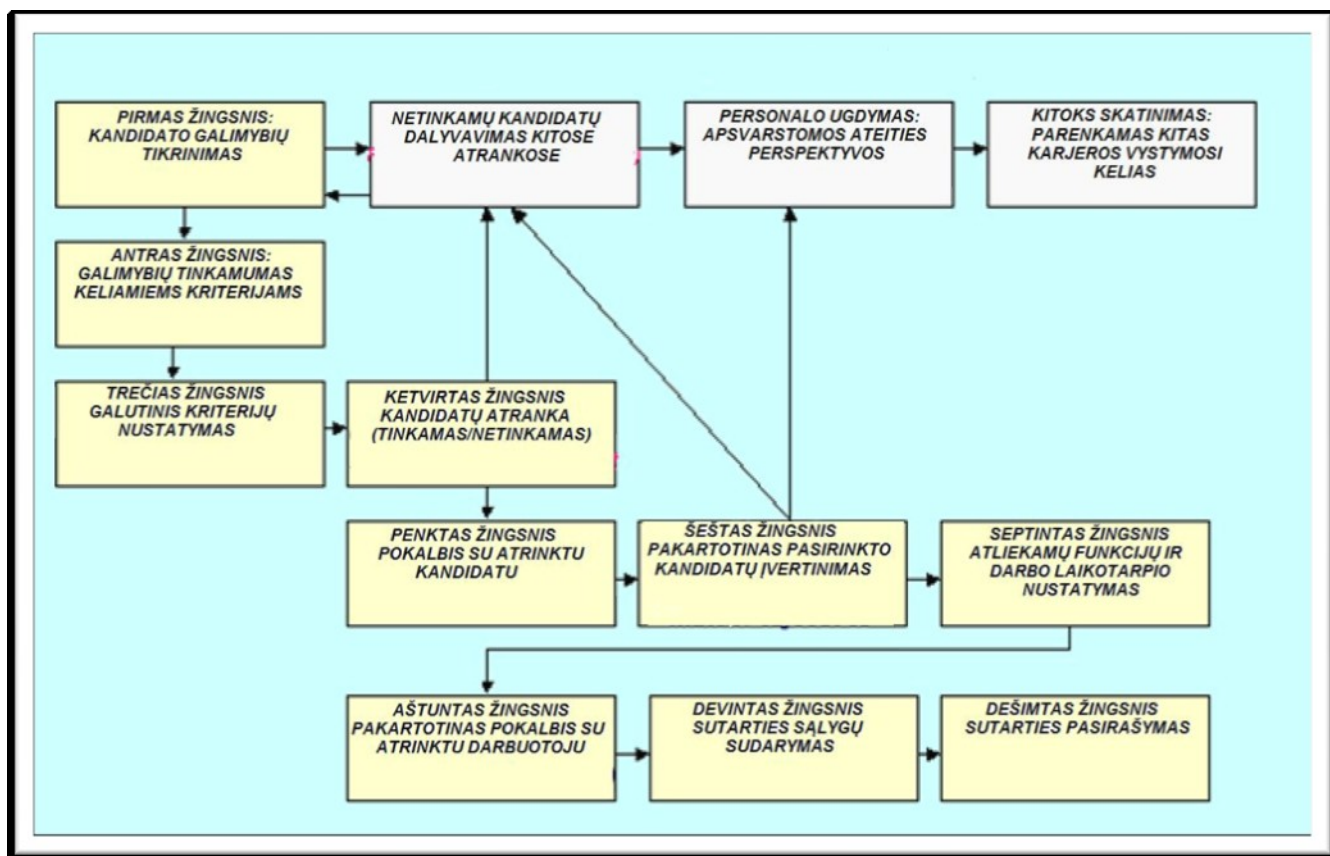 PIRMAS ŽINGSNIS:
KANDIDATO GALIMYBIŲ
TIKRINIMAS
NETINKAMŲ KANDIDATŲ
DALYVAVIMAS KITOSE
ATRANKOSE
PERSONALO UGDYMAS:
APSVARSTOMOS ATEITIES
PERSPEKTYVOS
KITOKS SKATINIMAS:
PARENKAMAS KITAS
KARJEROS VYSTYMOSI
KELIAS
ANTRAS ŽINGSNIS:
GALIMYBIŲ TINKAMUMAS
KELIAMIEMS KRITERIJAMS
TREČIAS ŽINGSNIS
GALUTINIS KRITERIJŲ
NUSTATYMAS
KETVIRTAS ŽINGSNIS
KANDIDATŲ ATRANKA
(TINKAMAS/NETINKAMAS)
PENKTAS ŽINGSNIS
POKALBIS SU ATRINKTU
KANDIDATU
ŠEŠTAS ŽINGSNIS
PAKARTOTINAS PASIRINKTO
KANDIDATŲ ĮVERTINIMAS
SEPTINTAS ŽINGSNIS
ATLIEKAMŲ FUNKCIJŲ IR
DARBO LAIKOTARPIO
NUSTATYMAS
AŠTUNTAS ŽINGSNIS
PAKARTOTINAS POKALBIS SU
ATRINKTU DARBUOTOJU
DEVINTAS ŽINGSNIS
SUTARTIES SĄLYGŲ
SUDARYMAS
DEŠIMTAS ŽINGSNIS
SUTARTIES PASIRAŠYMAS